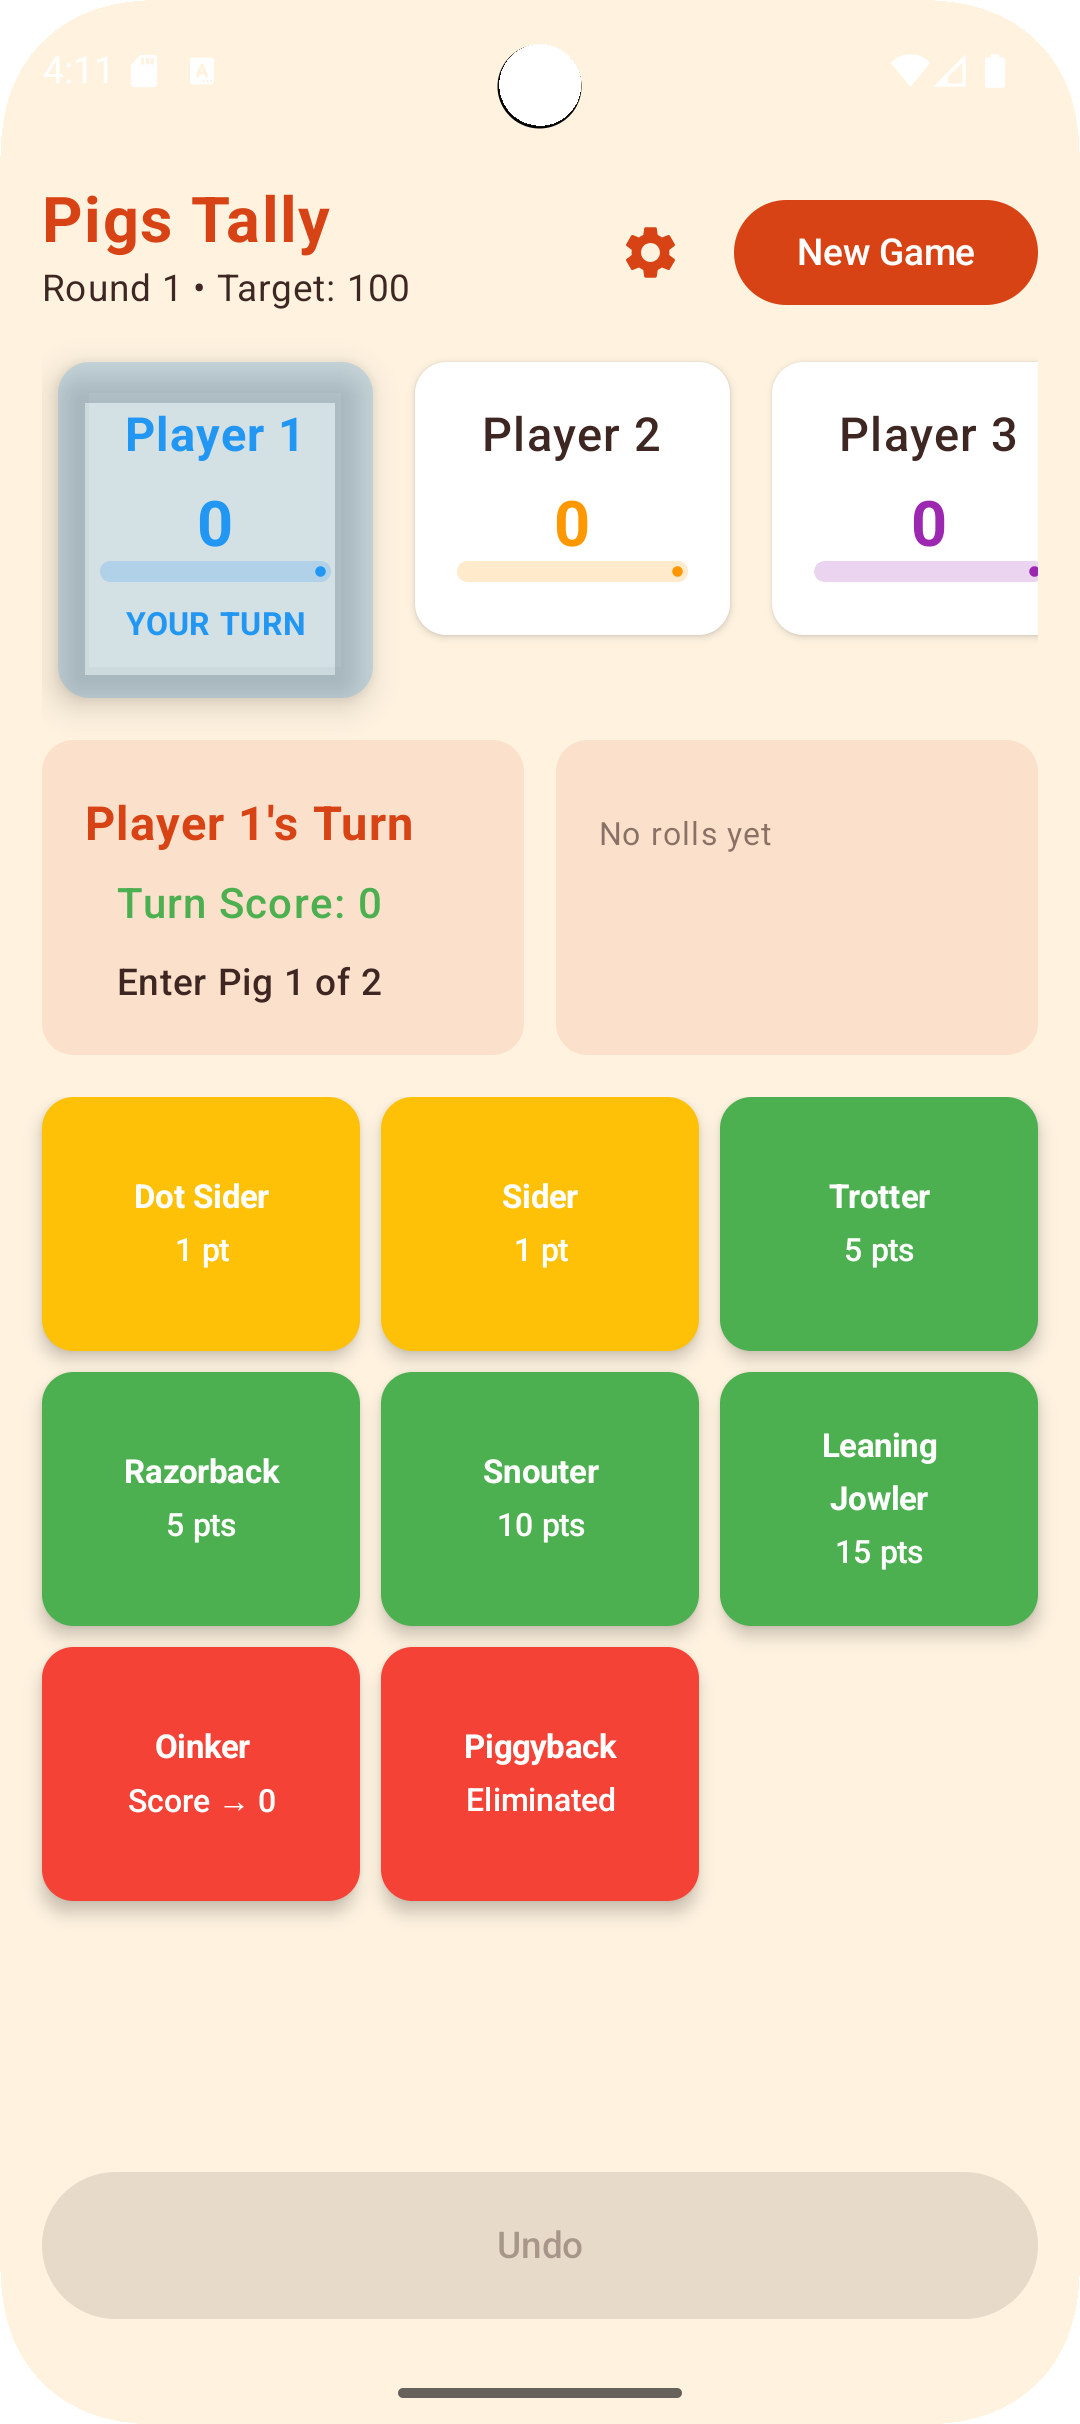 4:11
Pigs Tally
Round 1 • Target: 100
New Game
Player 1
0
YOUR TURN
Player 2
0
Player 3
0
Player 1's Turn
Turn Score: 0
Enter Pig 1 of 2
No rolls yet
Dot Sider
1 pt
Sider
1 pt
Trotter
5 pts
Razorback
5 pts
Snouter
10 pts
Leaning
Jowler
15 pts
Oinker
Score → 0
Piggyback
Eliminated
Undo